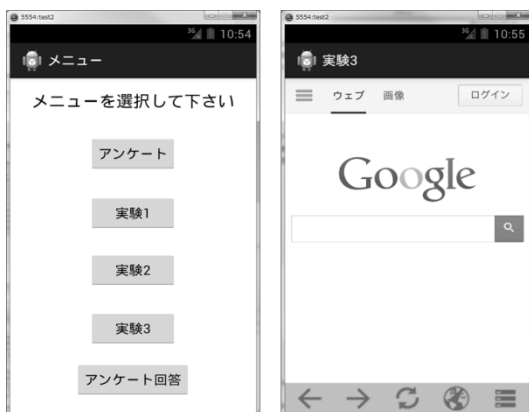 5554:test2
3G 10:54
メニュー
メニューを選択して下さい
アンケート
実験1
実験2
実験3
アンケート回答
5554:test2
3G 10:55
実験3
ウェブ 画像 ログイン
Google